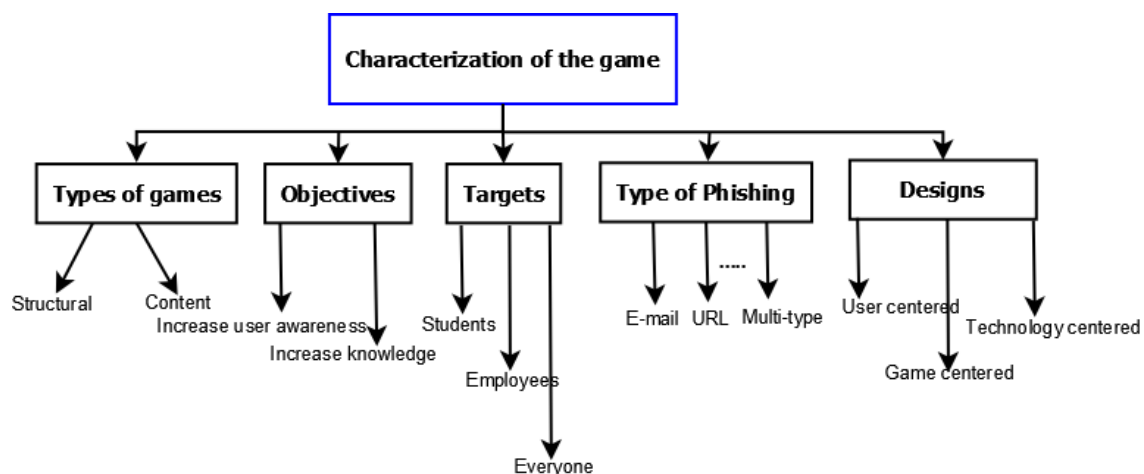 Characterization of the game
Types of games
Objectives
Targets
Type of Phishing
Designs
Structural
Content
Increase user awareness
Increase knowledge
Students
Employees
Everyone
E-mail
URL
.....
Multi-type
User centered
Game centered
Technology centered